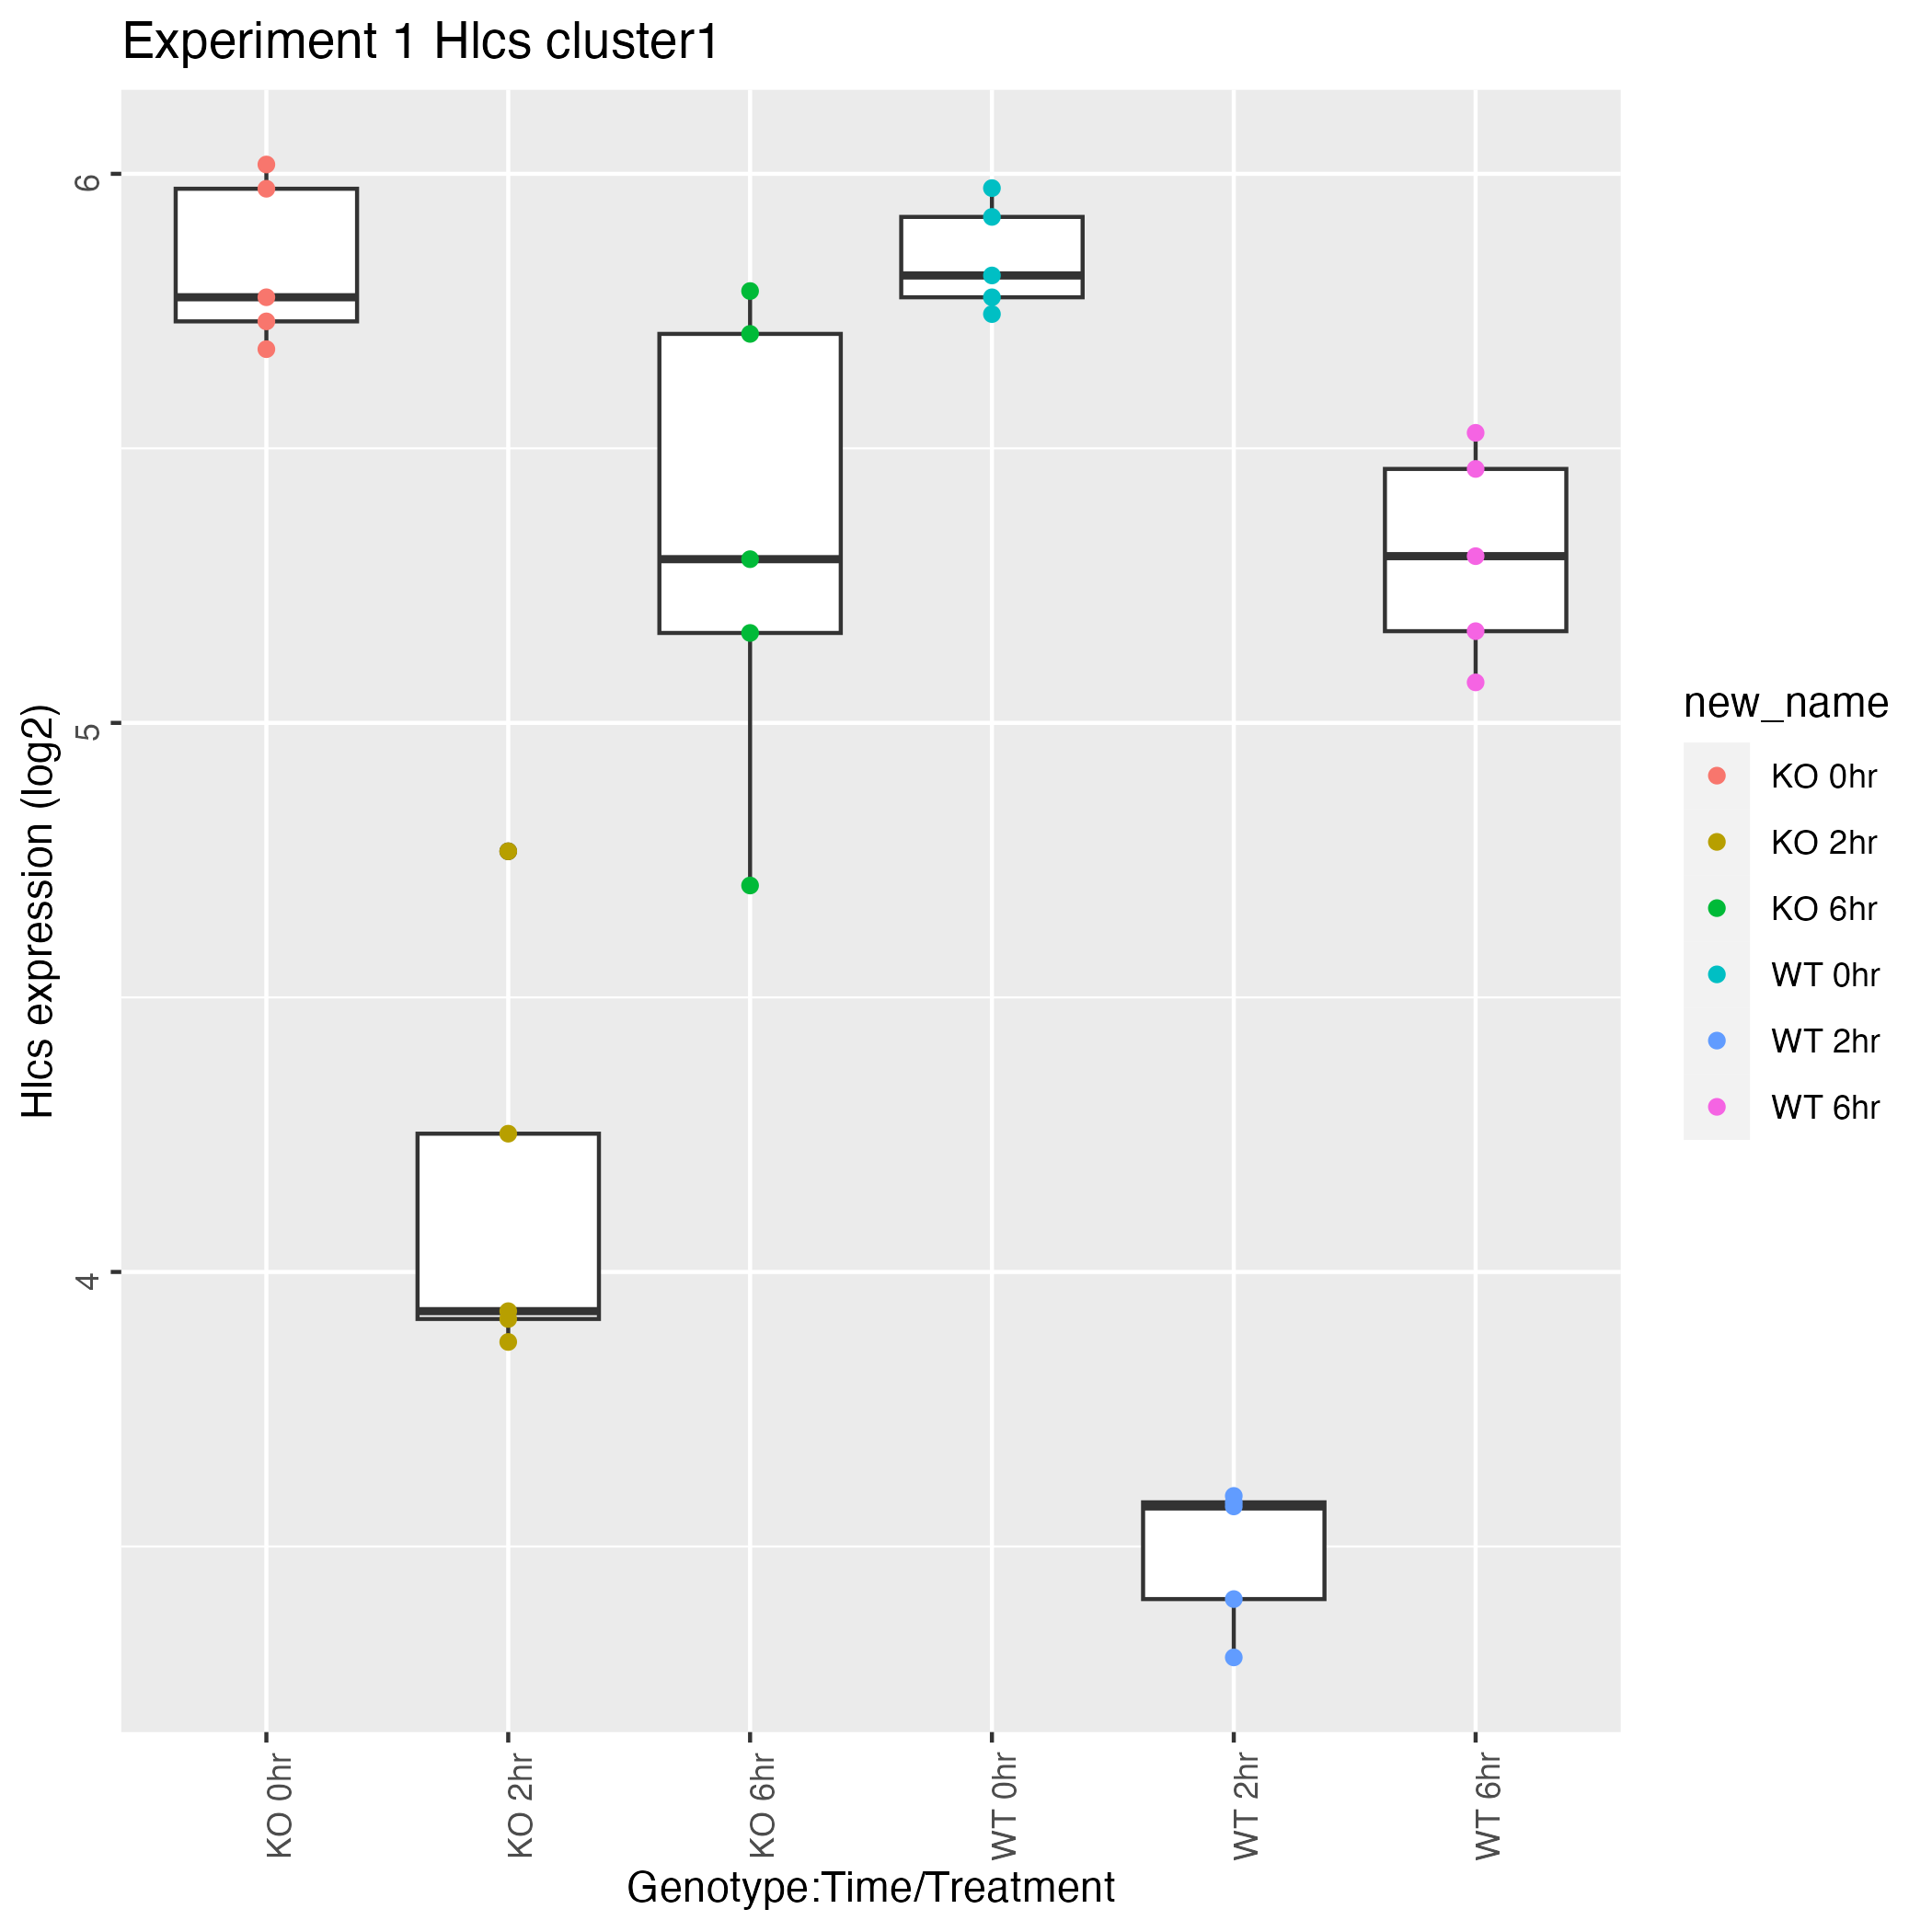 Experiment 1 Hlcs cluster1
Hlcs expression (log2)
6
5
4
KO 0hr
KO 2hr
KO 6hr
WT 0hr
WT 2hr
WT 6hr
Genotype:Time/Treatment
new_name
KO 0hr
KO 2hr
KO 6hr
WT 0hr
WT 2hr
WT 6hr